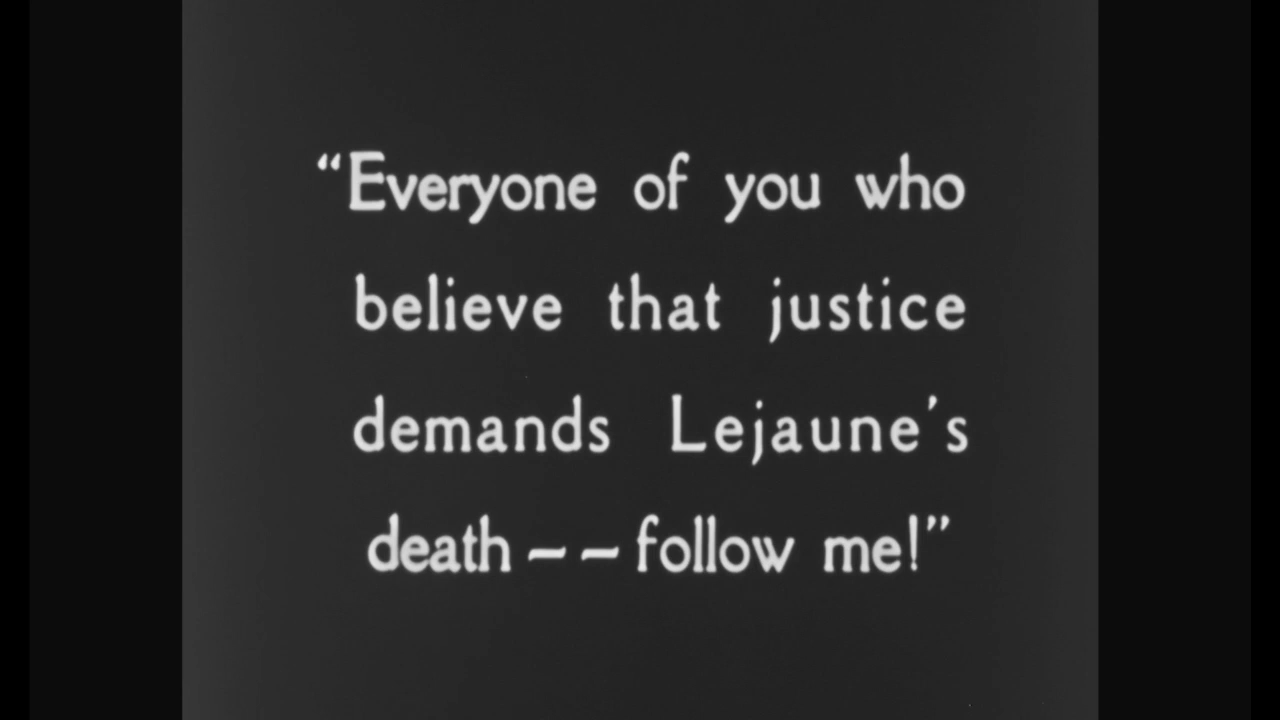 “Everyone of you who
believe that justice
demands Lejaune’s
death -- follow me!”